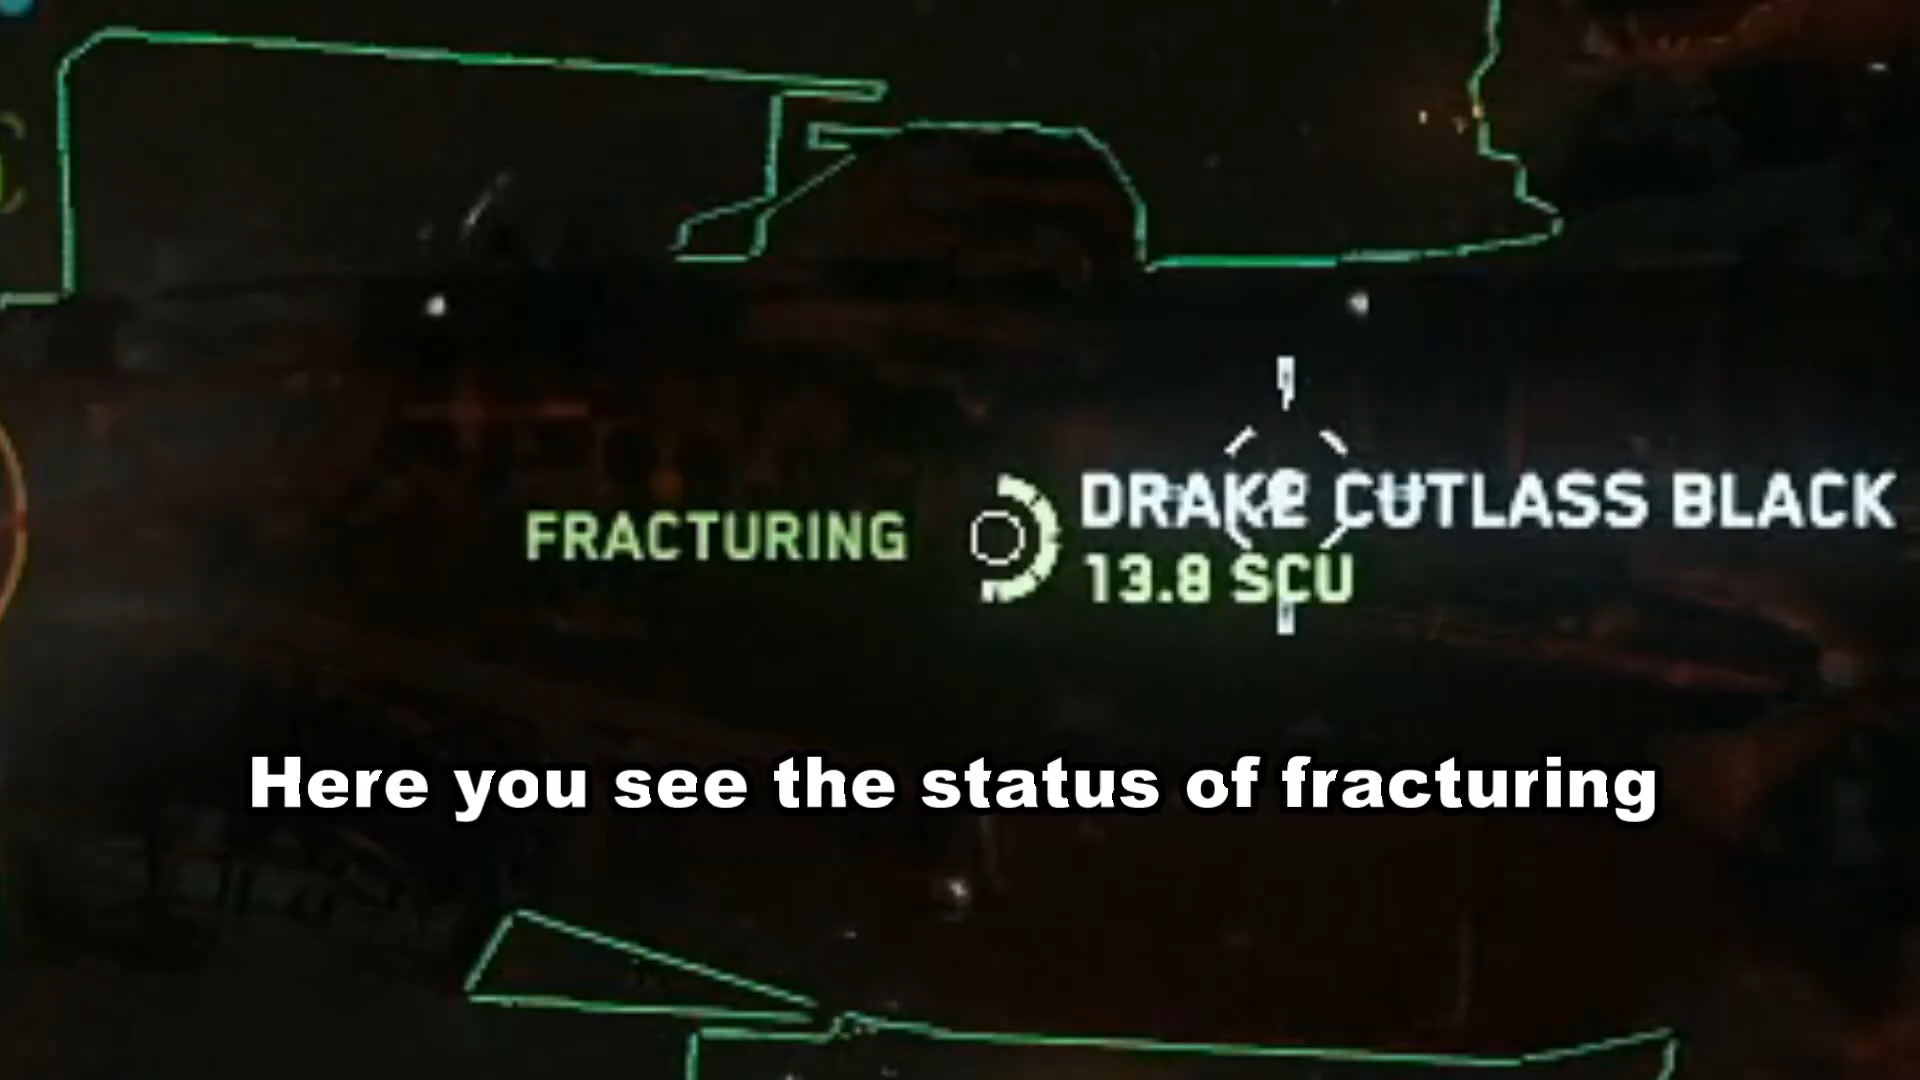 FRACTURING
DRAKE CUTLASS BLACK
13.8 SCU
Here you see the status of fracturing